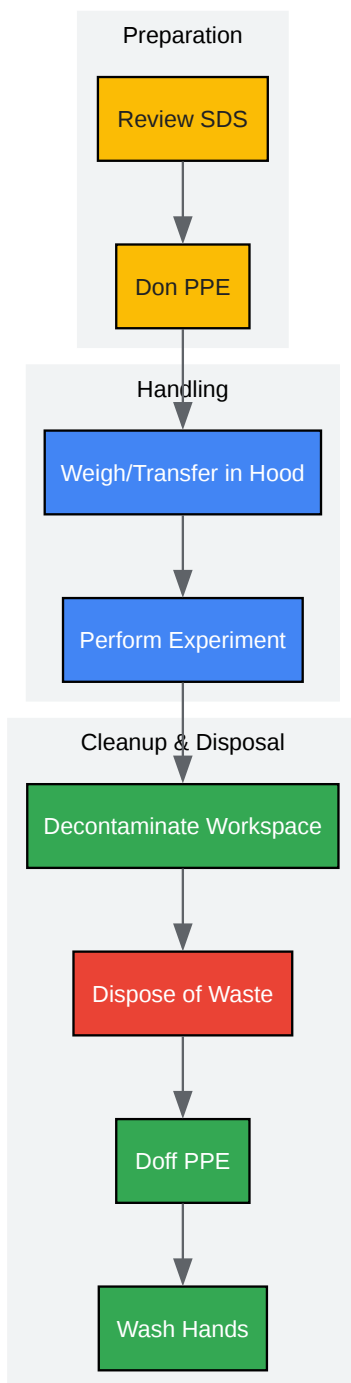 Preparation
Review SDS
Don PPE
Handling
Weigh/Transfer in Hood
Perform Experiment
Cleanup & Disposal
Decontaminate Workspace
Dispose of Waste
Doff PPE
Wash Hands